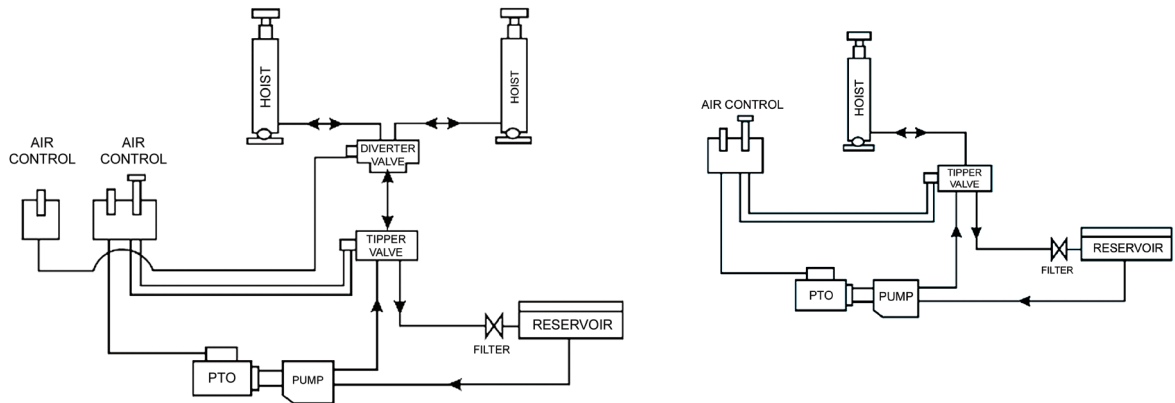 HOIST
HOIST
AIR
CONTROL
AIR
CONTROL
DIVERTER
VALVE
TIPPER
VALVE
RESERVOIR
FILTER
PTO
PUMP
HOIST
AIR CONTROL
TIPPER
VALVE
RESERVOIR
FILTER
PTO
PUMP